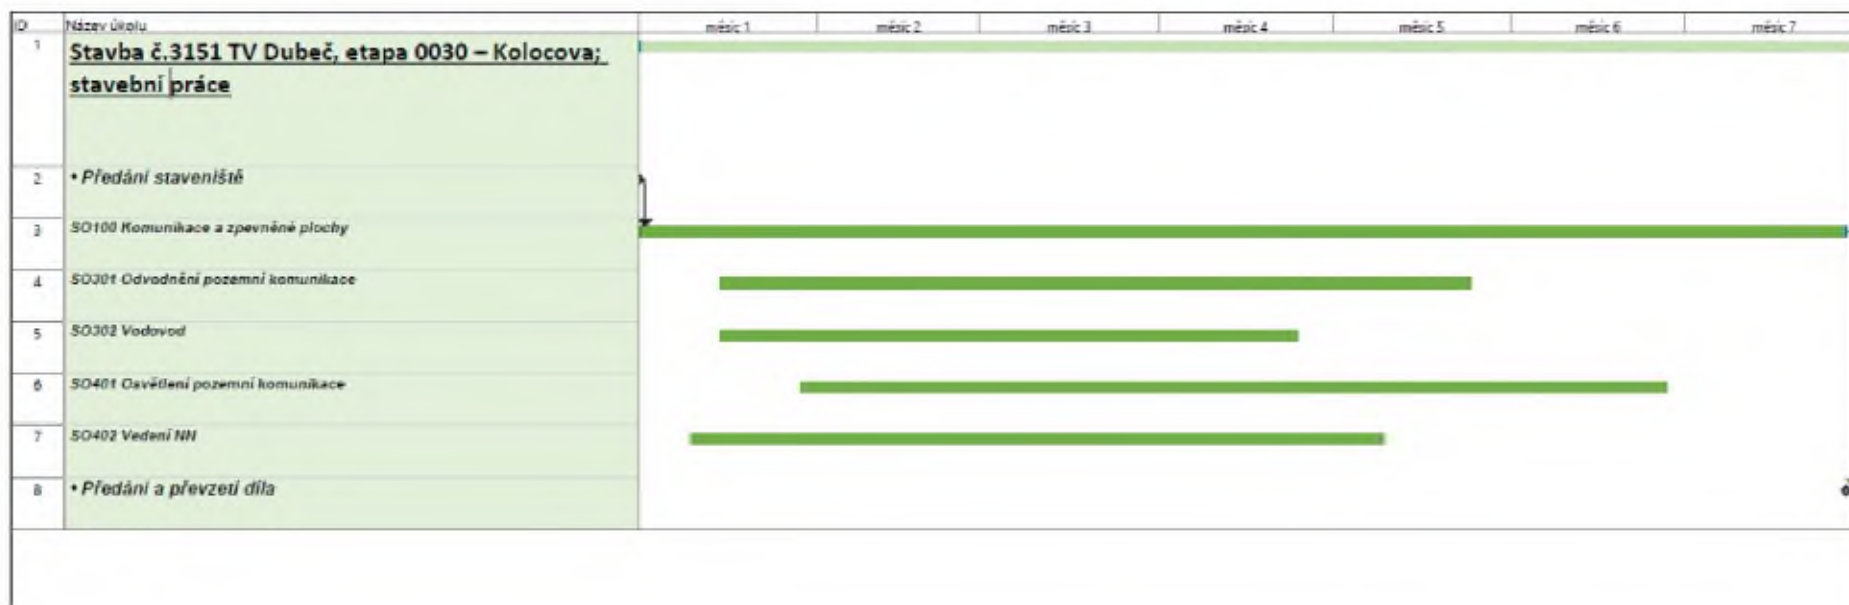 ID Název úkolu měsíc 1 měsíc 2 měsíc 3 měsíc 4 měsíc 5 měsíc 6 měsíc 7
1 Stavba č.3151 TV Dubeč, etapa 0030 – Kolocova;
stavební práce
2 • Předání staveniště
3 SO100 Komunikace a zpevněné plochy
4 SO301 Odvodnění pozemní komunikace
5 SO302 Vodovod
6 SO401 Osvětlení pozemní komunikace
7 SO402 Vedení NN
8 • Předání a převzetí díla